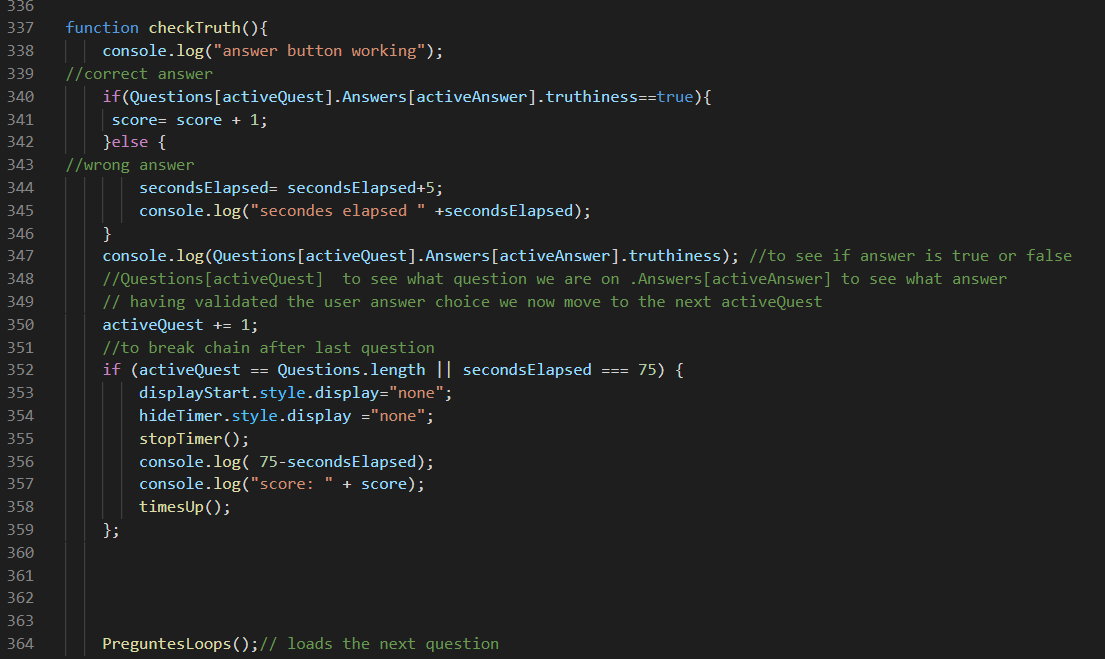 336
337 function checkTruth(){
338 console.log("answer button working");
339 //correct answer
340 if(Questions[activeQuest].Answers[activeAnswer].truthiness==true){
341 score= score + 1;
342 }else {
343 //wrong answer
344 secondsElapsed= secondsElapsed+5;
345 console.log("secondes elapsed " +secondsElapsed);
346 }
347 console.log(Questions[activeQuest].Answers[activeAnswer].truthiness); //to see if answer is true or false
348 //Questions[activeQuest]  to see what question we are on .Answers[activeAnswer] to see what answer
349 // having validated the user answer choice we now move to the next activeQuest
350 activeQuest += 1;
351 //to break chain after last question
352 if (activeQuest == Questions.length || secondsElapsed === 75) {
353 displayStart.style.display="none";
354 hideTimer.style.display ="none";
355 stopTimer();
356 console.log( 75-secondsElapsed);
357 console.log("score: " + score);
358 timesUp();
359 };
360
361
362
363
364 PreguntesLoops();// loads the next question